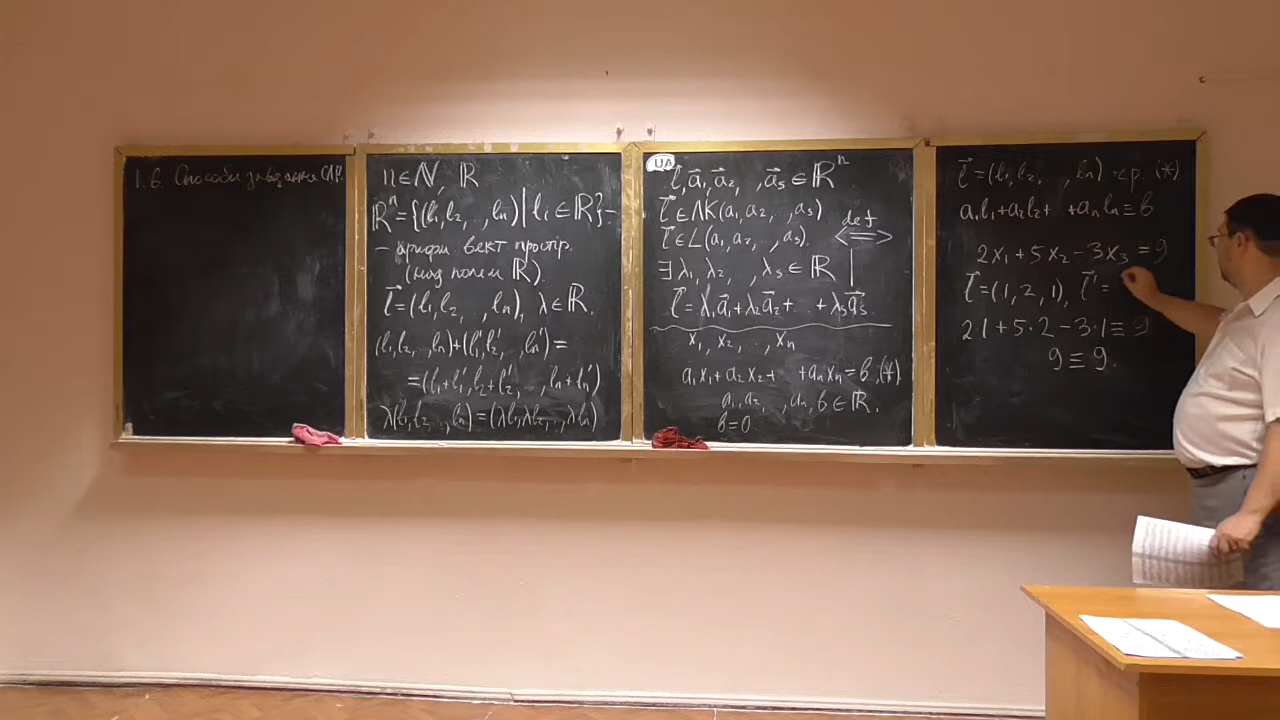 1.6. Способи завдання СЛР.
n ∈ ℕ, ℝ
ℝⁿ = {(l₁, l₂, , lₙ) | lᵢ ∈ ℝ} –
– арифм. вект. простр.
(над полем ℝ).
l⃗ = (l₁, l₂, , lₙ), λ ∈ ℝ.
(l₁, l₂, , lₙ) + (l₁', l₂', , lₙ') =
= (l₁ + l₁', l₂ + l₂', , lₙ + lₙ')
λ(l₁, l₂, .., lₙ) = (λl₁, λl₂, .., λlₙ)
UA
l⃗, a⃗₁, a⃗₂, , a⃗ₛ ∈ ℝⁿ
l⃗ ∈ ЛК(a₁, a₂, , aₛ)
def
l⃗ ∈ L(a₁, a₂, .., aₛ). ⟺
∃ λ₁, λ₂, , λₛ ∈ ℝ |
l⃗ = λ₁a⃗₁ + λ₂a⃗₂ + .. + λₛa⃗ₛ.
x₁, x₂, .., xₙ
a₁x₁ + a₂x₂ + + aₙxₙ = b, (*)
a₁, a₂, , aₙ, b ∈ ℝ.
b = 0
l⃗ = (l₁, l₂, , lₙ) (*)
a₁l₁ + a₂l₂ + + aₙlₙ ≡ b
2x₁ + 5x₂ – 3x₃ = 9
l⃗ = (1, 2, 1), l⃗' =
2·1 + 5·2 – 3·1 ≡ 9
9 ≡ 9.